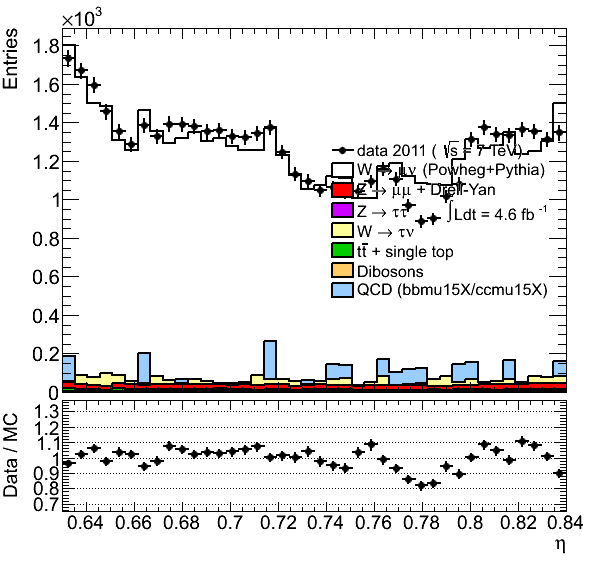 ×10³
Entries
1.8
1.6
1.4
1.2
1
0.8
0.6
0.4
0.2
0
data 2011 ( √s = 7 TeV)
W → μν (Powheg+Pythia)
Z → μμ + Drell-Yan
Z → ττ
∫Ldt = 4.6 fb⁻¹
W → τν
tt̄ + single top
Dibosons
QCD (bbmu15X/ccmu15X)
Data / MC
1.3
1.2
1.1
1
0.9
0.8
0.7
0.64 0.66 0.68 0.7 0.72 0.74 0.76 0.78 0.8 0.82 0.84
η